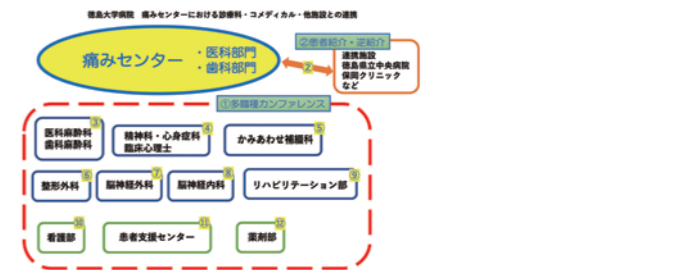 徳島大学病院 痛みセンターにおける診療科・コメディカル・他施設との連携
痛みセンター
・医科部門
・歯科部門
②
②患者紹介・逆紹介
連携施設
徳島県立中央病院
保岡クリニック
など
①多職種カンファレンス
③
医科麻酔科
歯科麻酔科
④
精神科・心身症科
臨床心理士
⑤
かみあわせ補綴科
⑥
整形外科
⑦
脳神経外科
⑧
脳神経内科
⑨
リハビリテーション部
⑩
看護部
⑪
患者支援センター
⑫
薬剤部